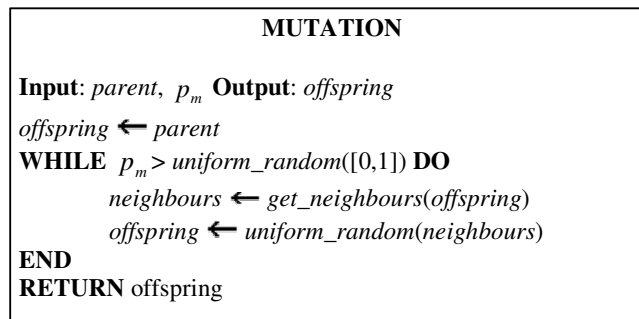 MUTATION
Input: parent, p_m Output: offspring
offspring ← parent
WHILE p_m > uniform_random([0,1]) DO
neighbours ← get_neighbours(offspring)
offspring ← uniform_random(neighbours)
END
RETURN offspring